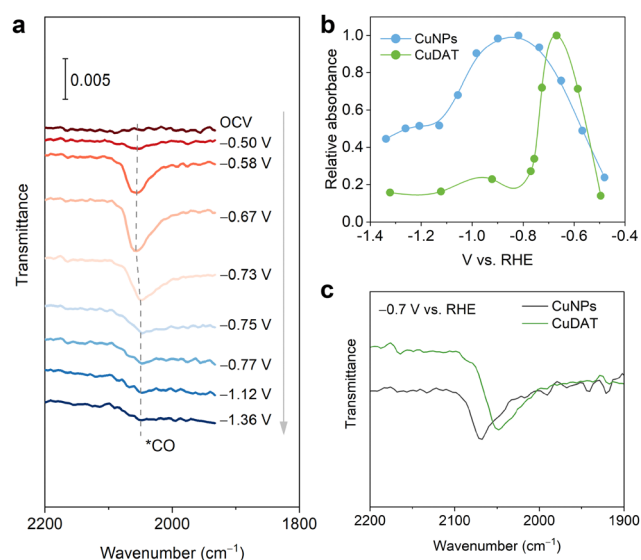 a
0.005
OCV
−0.50 V
−0.58 V
−0.67 V
−0.73 V
−0.75 V
−0.77 V
−1.12 V
−1.36 V
*CO
Transmittance
2200 2000 1800
Wavenumber (cm−1)
b
CuNPs
CuDAT
Relative absorbance
1.0
0.8
0.6
0.4
0.2
0.0
-1.4 -1.2 -1.0 -0.8 -0.6 -0.4
V vs. RHE
c
−0.7 V vs. RHE
CuNPs
CuDAT
Transmittance
2200 2100 2000 1900
Wavenumber (cm−1)